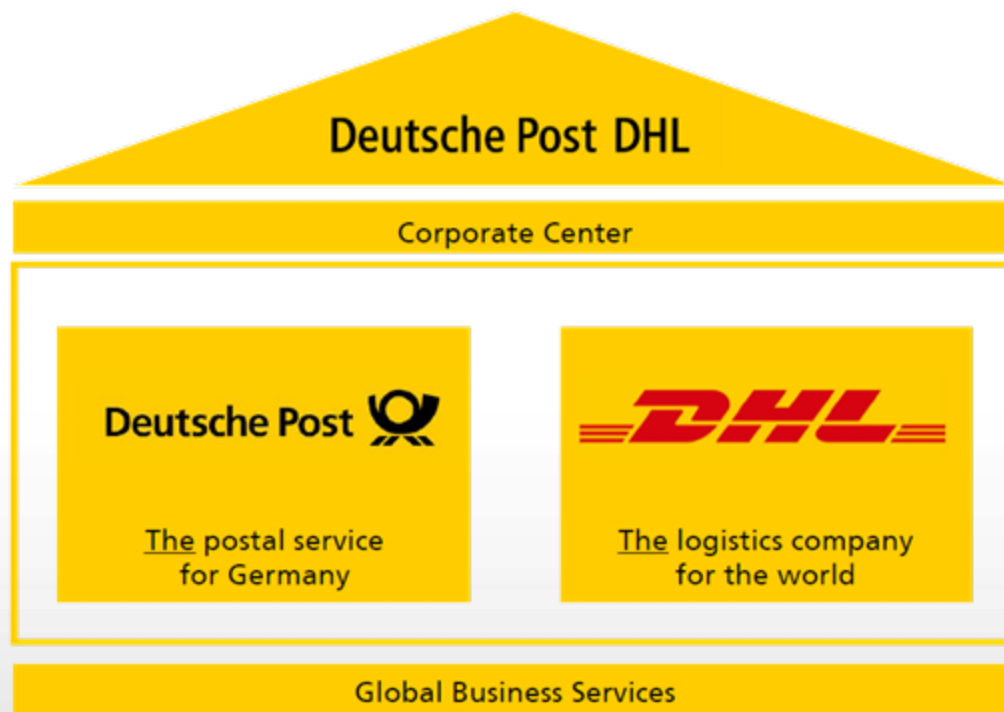 Deutsche Post DHL
Corporate Center
Deutsche Post
DHL
The postal service
for Germany
The logistics company
for the world
Global Business Services